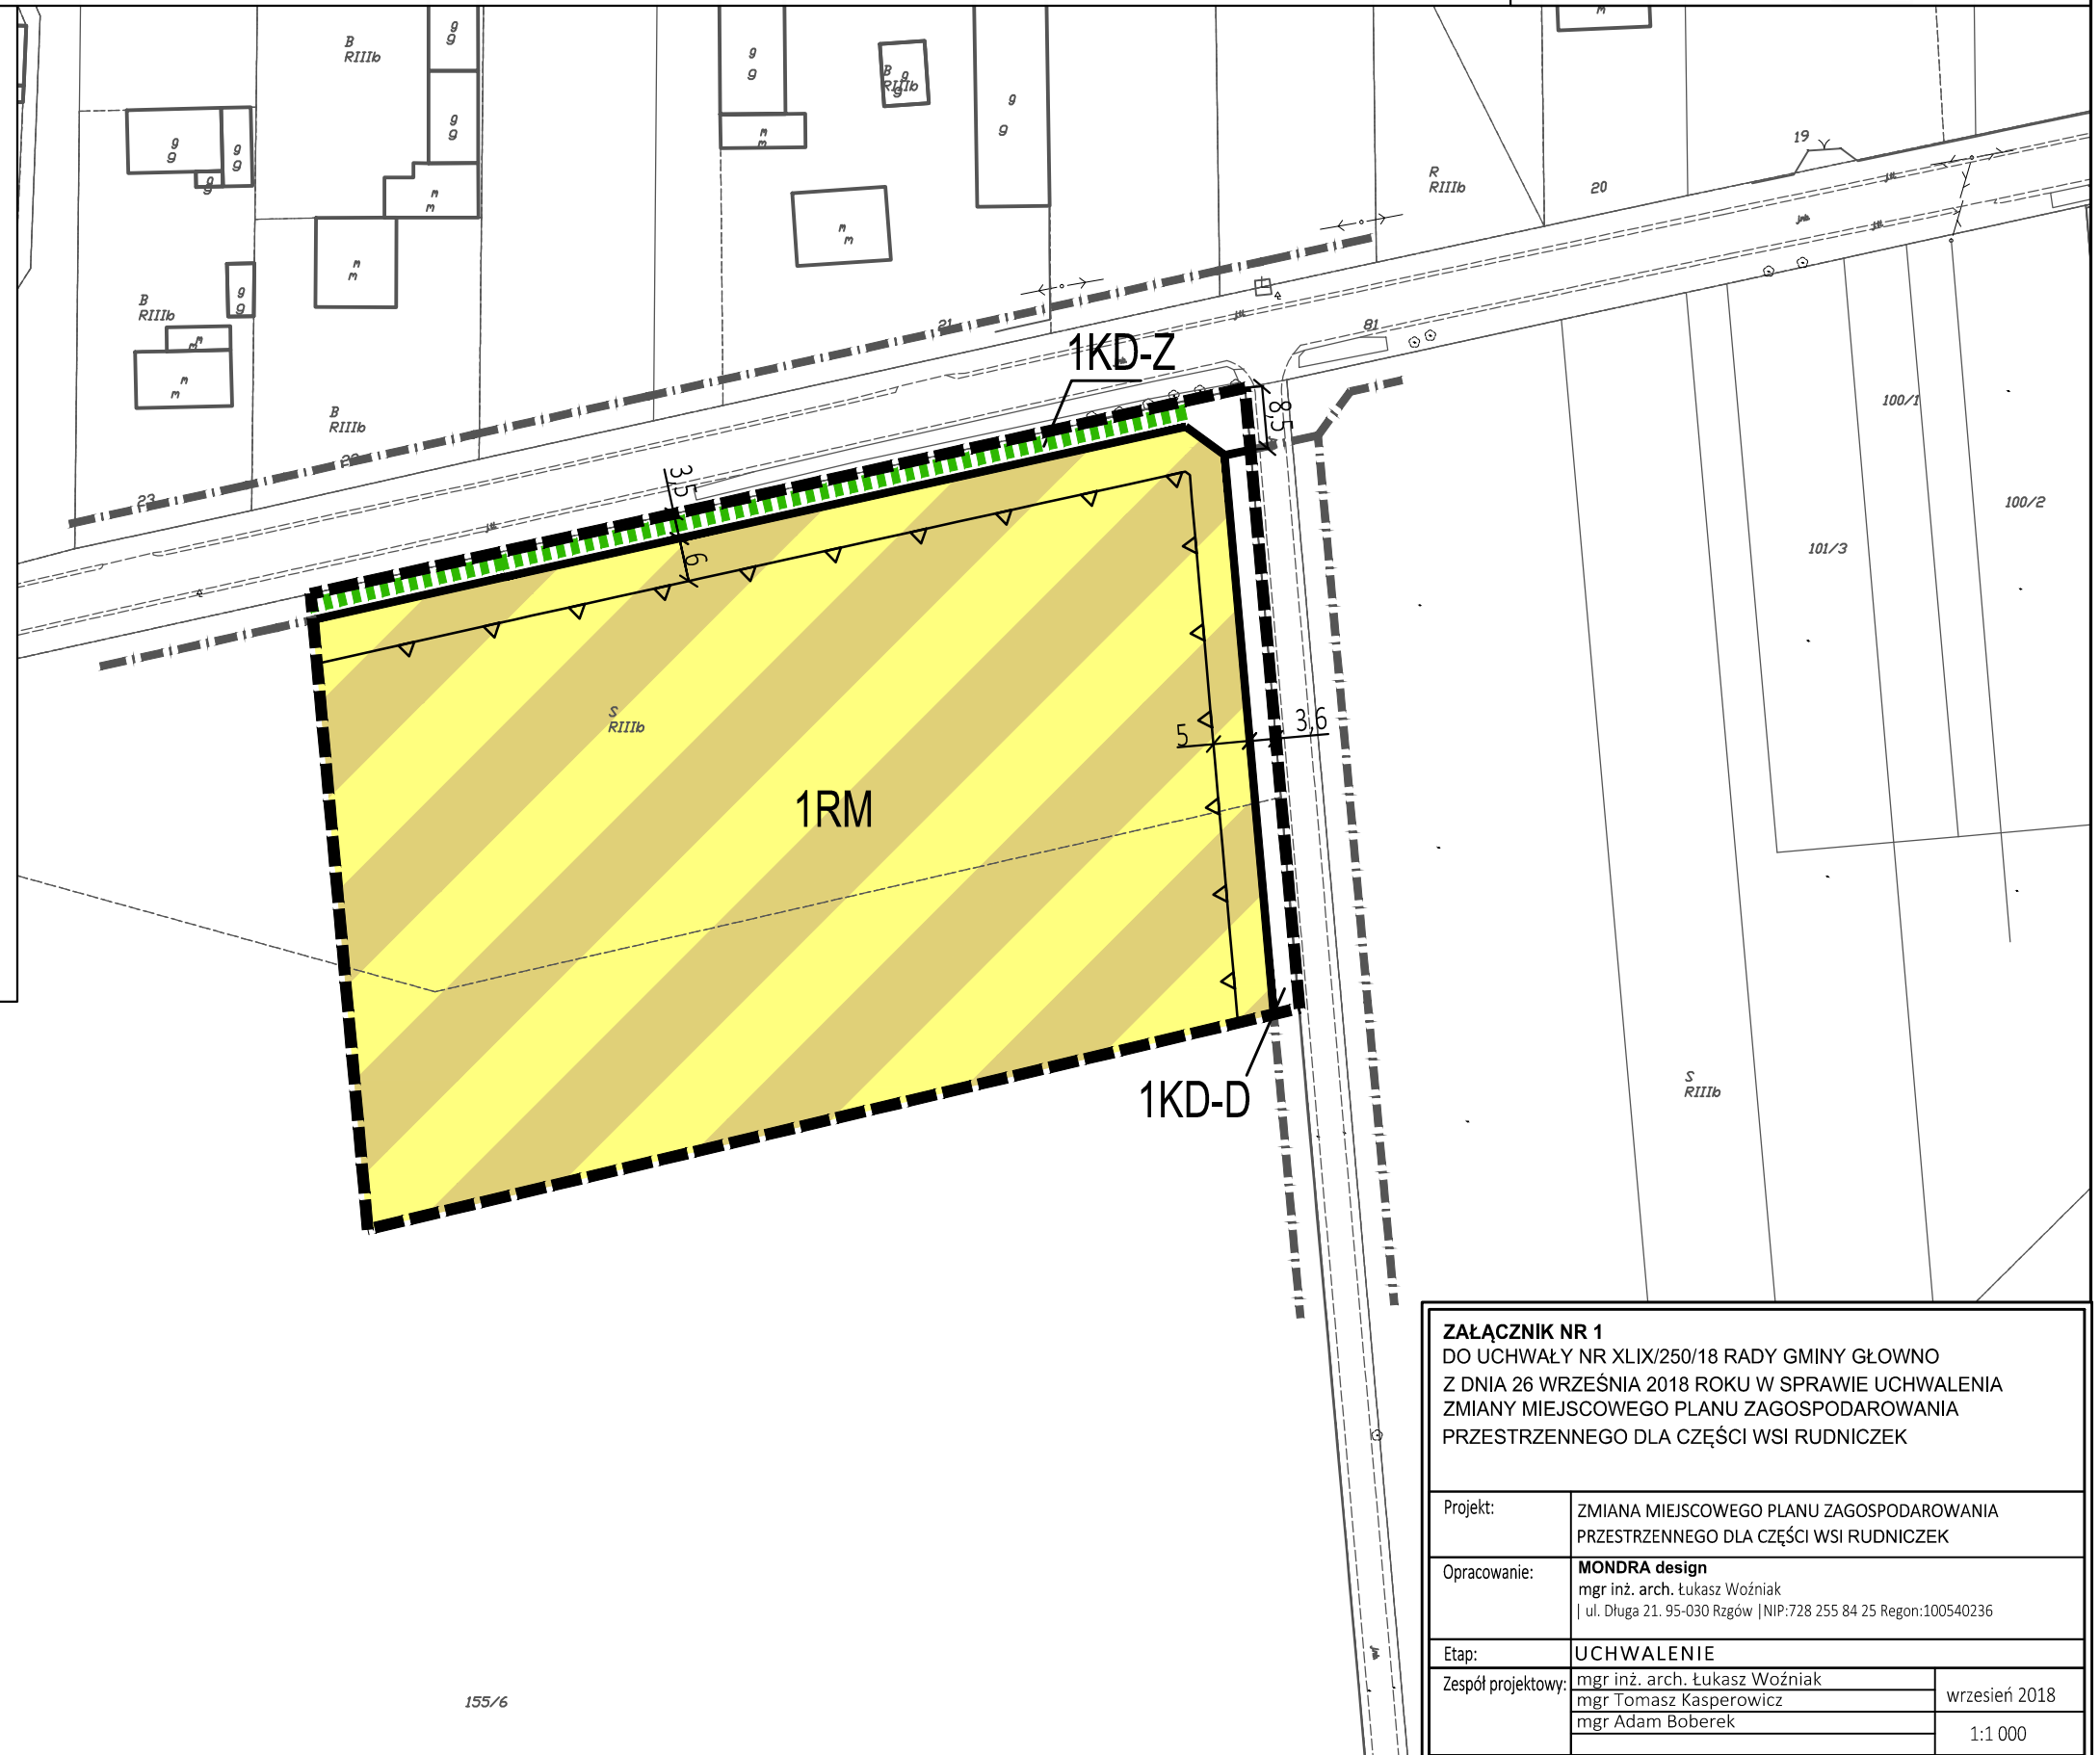 B
RIIIb
g
g
g
g
g
g
g
g
g
g
g
g
m
m
m
m
B
RIIIb
g
g
m
m
m
m
B
RIIIb
g
g
m
m
B
RIIIb
g
g
g
g
m
m
m
R
RIIIb
20
19
21
22
23
81
1KD-Z
8,5
3,5
6
100/1
100/2
101/3
S
RIIIb
5
3,6
1RM
1KD-D
S
RIIIb
155/6
ZAŁĄCZNIK NR 1
DO UCHWAŁY NR XLIX/250/18 RADY GMINY GŁOWNO
Z DNIA 26 WRZEŚNIA 2018 ROKU W SPRAWIE UCHWALENIA
ZMIANY MIEJSCOWEGO PLANU ZAGOSPODAROWANIA
PRZESTRZENNEGO DLA CZĘŚCI WSI RUDNICZEK
Projekt:
ZMIANA MIEJSCOWEGO PLANU ZAGOSPODAROWANIA
PRZESTRZENNEGO DLA CZĘŚCI WSI RUDNICZEK
Opracowanie:
MONDRA design
mgr inż. arch. Łukasz Woźniak
| ul. Długa 21. 95-030 Rzgów |NIP:728 255 84 25 Regon:100540236
Etap:
UCHWALENIE
Zespół projektowy:
mgr inż. arch. Łukasz Woźniak
mgr Tomasz Kasperowicz
mgr Adam Boberek
wrzesień 2018
1:1 000